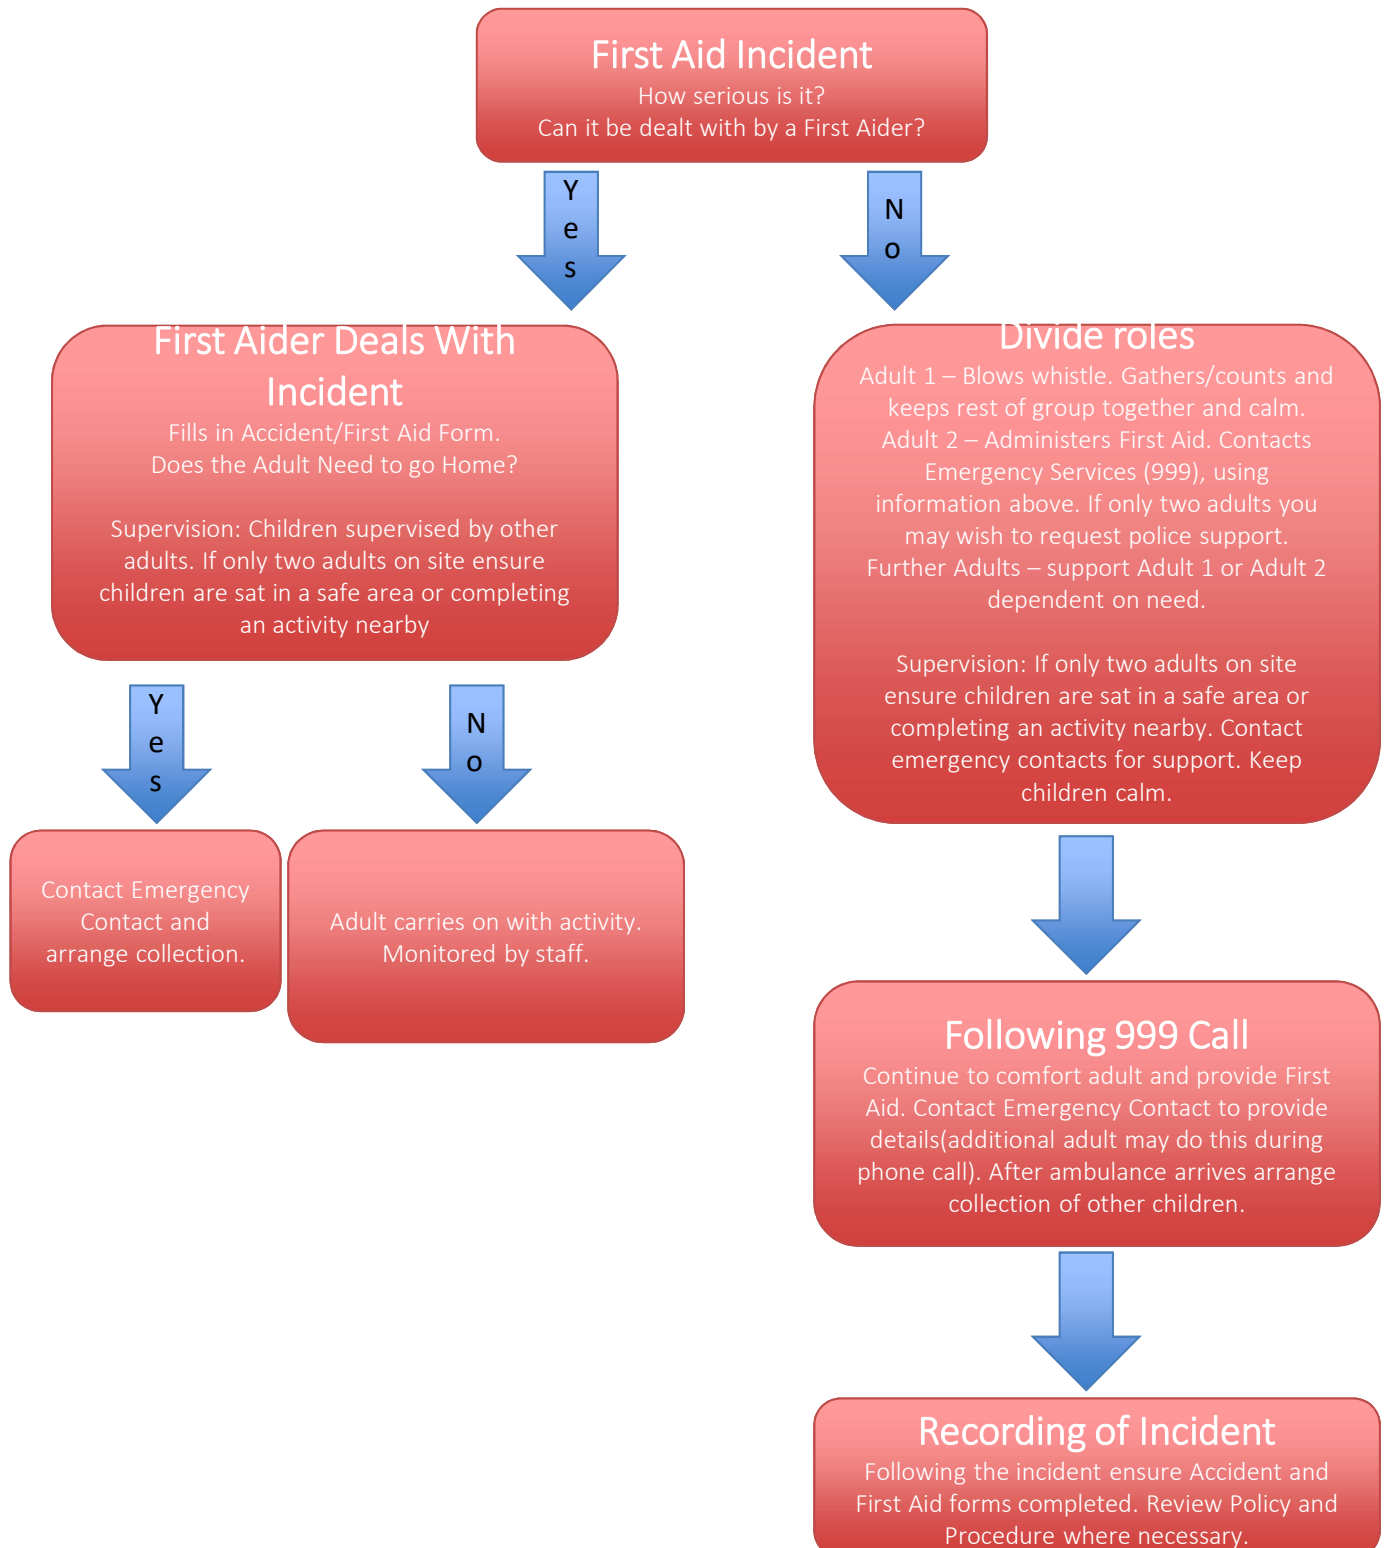 First Aid Incident
How serious is it?
Can it be dealt with by a First Aider?
Yes
No
First Aider Deals With
Incident
Fills in Accident/First Aid Form.
Does the Adult Need to go Home?
Supervision: Children supervised by other
adults. If only two adults on site ensure
children are sat in a safe area or completing
an activity nearby
Divide roles
Adult 1 – Blows whistle. Gathers/counts and
keeps rest of group together and calm.
Adult 2 – Administers First Aid. Contacts
Emergency Services (999), using
information above. If only two adults you
may wish to request police support.
Further Adults – support Adult 1 or Adult 2
dependent on need.
Supervision: If only two adults on site
ensure children are sat in a safe area or
completing an activity nearby. Contact
emergency contacts for support. Keep
children calm.
Yes
No
Contact Emergency
Contact and
arrange collection.
Adult carries on with activity.
Monitored by staff.
Following 999 Call
Continue to comfort adult and provide First
Aid. Contact Emergency Contact to provide
details(additional adult may do this during
phone call). After ambulance arrives arrange
collection of other children.
Recording of Incident
Following the incident ensure Accident and
First Aid forms completed. Review Policy and
Procedure where necessary.